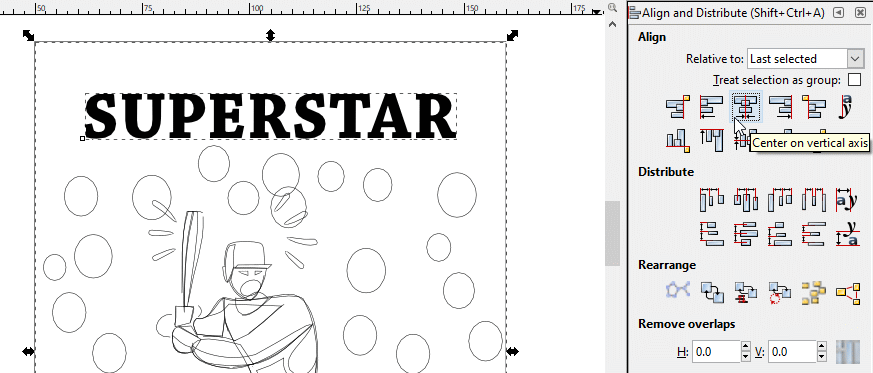 50 75 100 125 150 175
SUPERSTAR
Align and Distribute (Shift+Ctrl+A)
Align
Relative to: Last selected
Treat selection as group:
Center on vertical axis
Distribute
Rearrange
Remove overlaps
H: 0.0 V: 0.0